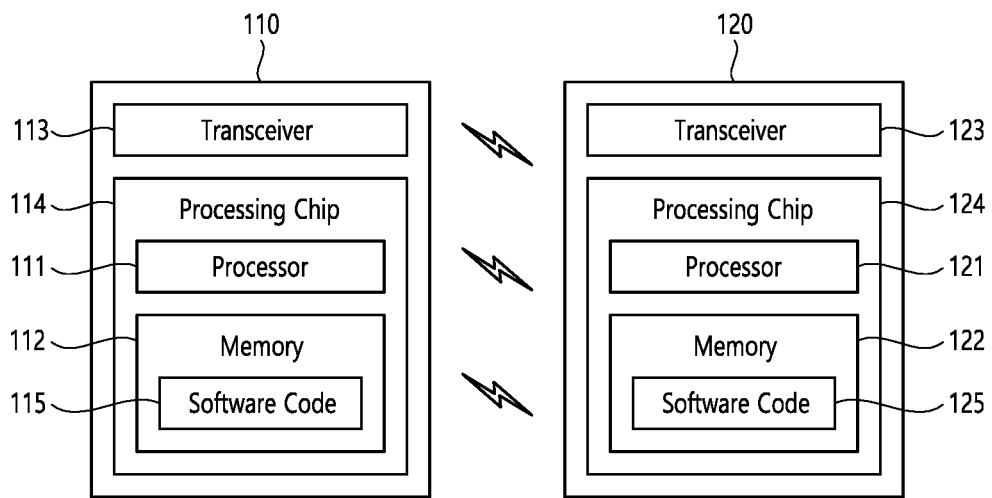 110
120
113
Transceiver
Transceiver
123
114
Processing Chip
Processing Chip
124
111
Processor
Processor
121
112
Memory
Memory
122
115
Software Code
Software Code
125